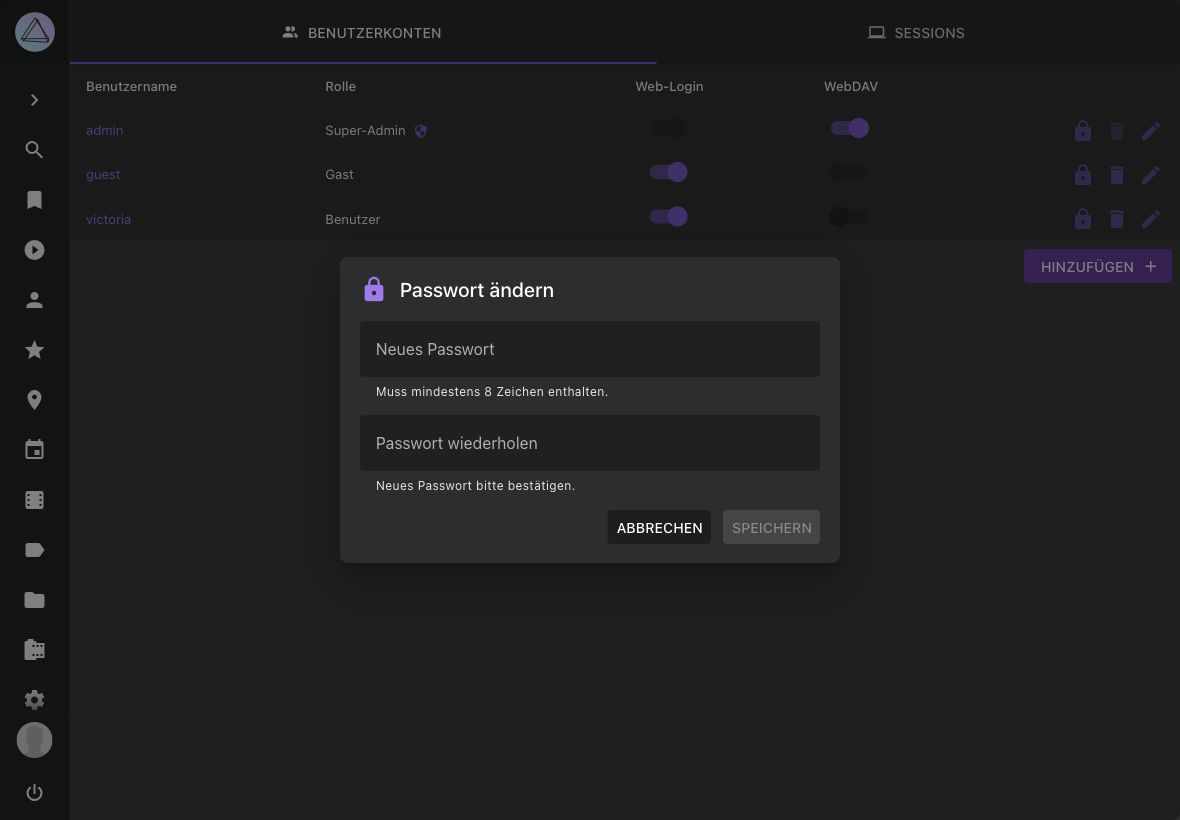 BENUTZERKONTEN
SESSIONS
Benutzername Rolle Web-Login WebDAV
admin Super-Admin
guest Gast
victoria Benutzer
HINZUFÜGEN
Passwort ändern
Neues Passwort
Muss mindestens 8 Zeichen enthalten.
Passwort wiederholen
Neues Passwort bitte bestätigen.
ABBRECHEN SPEICHERN